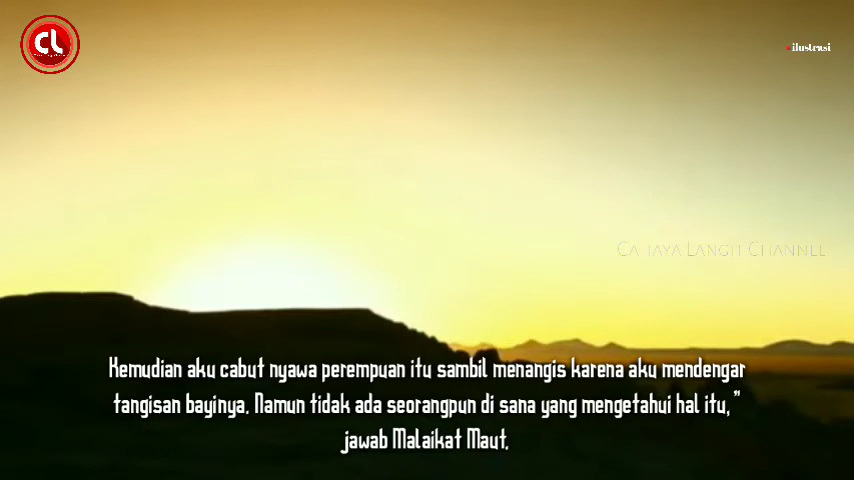 CL
ilustrasi
Cahaya Langit Channel
Kemudian aku cabut nyawa perempuan itu sambil menangis karena aku mendengar
tangisan bayinya. Namun tidak ada seorangpun di sana yang mengetahui hal itu,”
jawab Malaikat Maut.